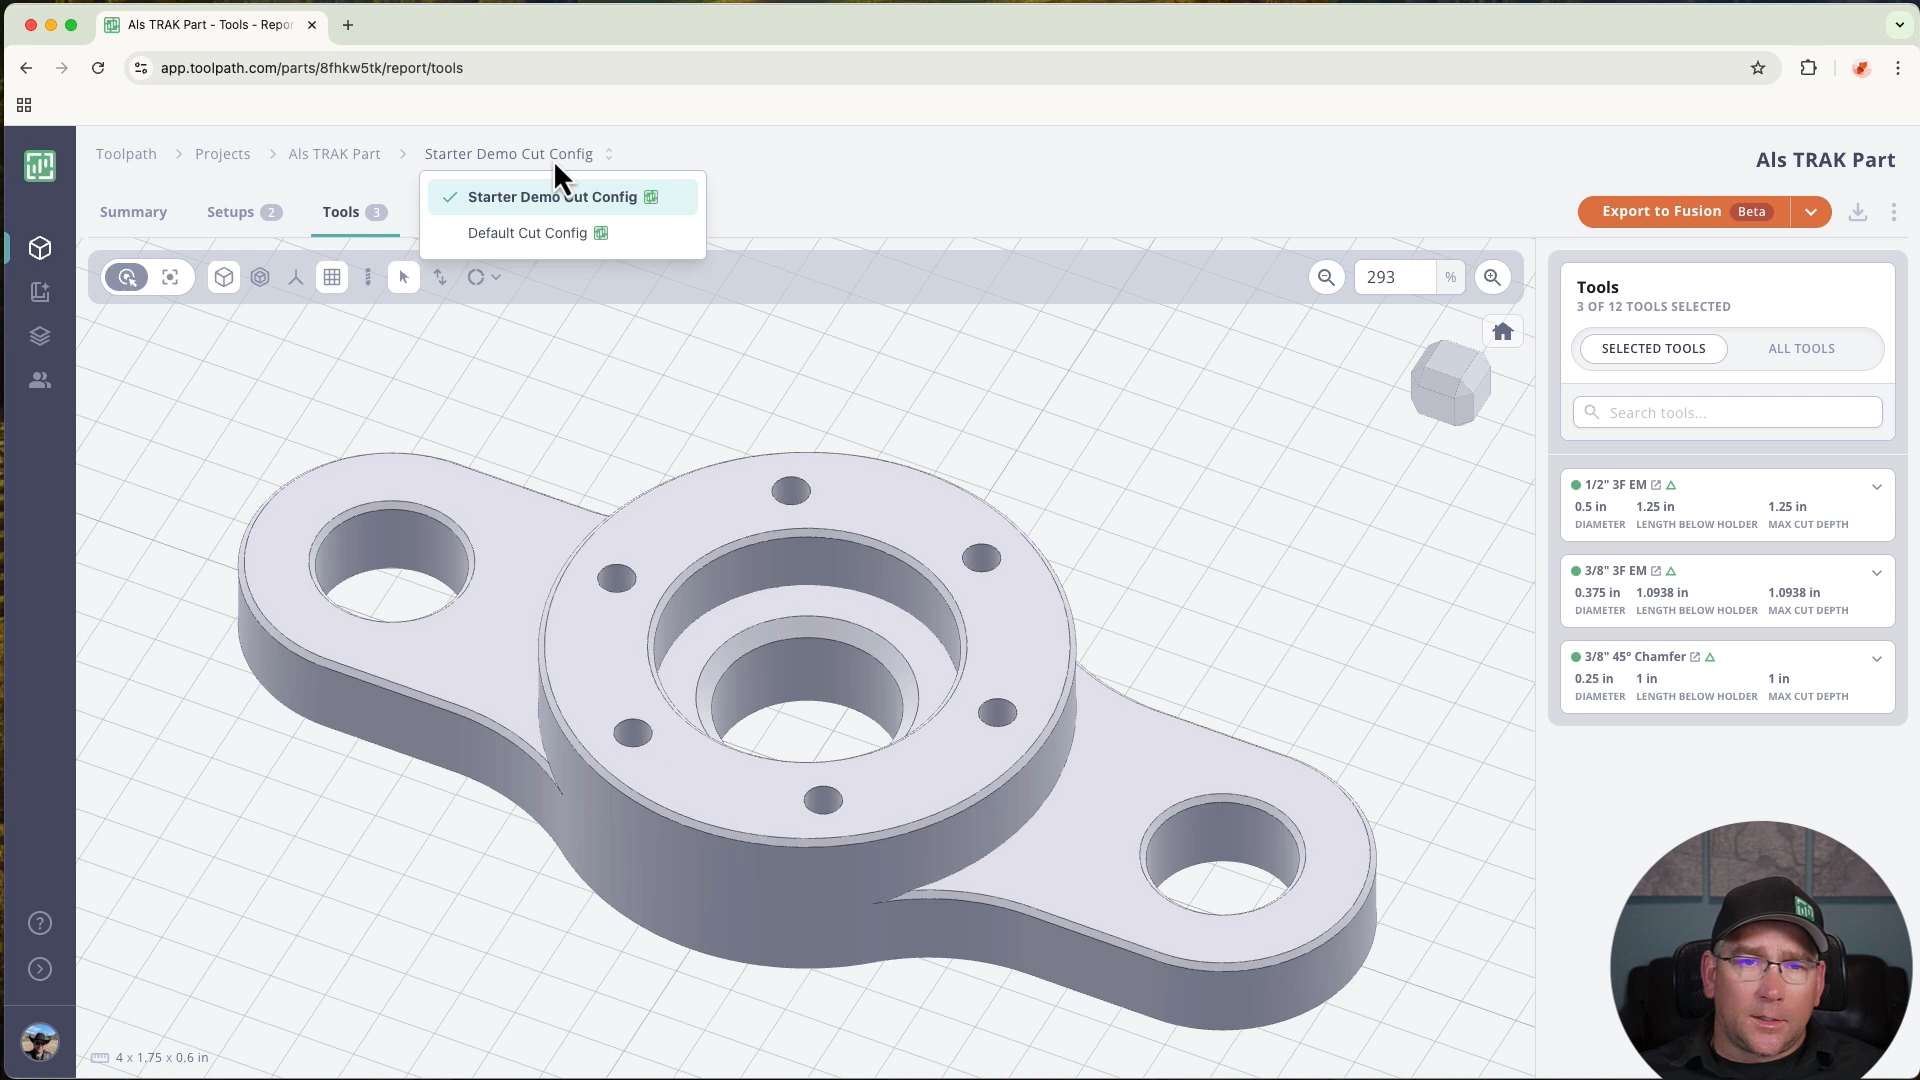 Als TRAK Part - Tools - Repor
app.toolpath.com/parts/8fhkw5tk/report/tools
Toolpath > Projects > Als TRAK Part > Starter Demo Cut Config
Als TRAK Part
Starter Demo Cut Config
Default Cut Config
Summary
Setups 2
Tools 3
Export to Fusion Beta
293 %
Tools
3 OF 12 TOOLS SELECTED
SELECTED TOOLS
ALL TOOLS
Search tools...
1/2" 3F EM
0.5 in 1.25 in 1.25 in
DIAMETER LENGTH BELOW HOLDER MAX CUT DEPTH
3/8" 3F EM
0.375 in 1.0938 in 1.0938 in
DIAMETER LENGTH BELOW HOLDER MAX CUT DEPTH
3/8" 45° Chamfer
0.25 in 1 in 1 in
DIAMETER LENGTH BELOW HOLDER MAX CUT DEPTH
4 x 1.75 x 0.6 in